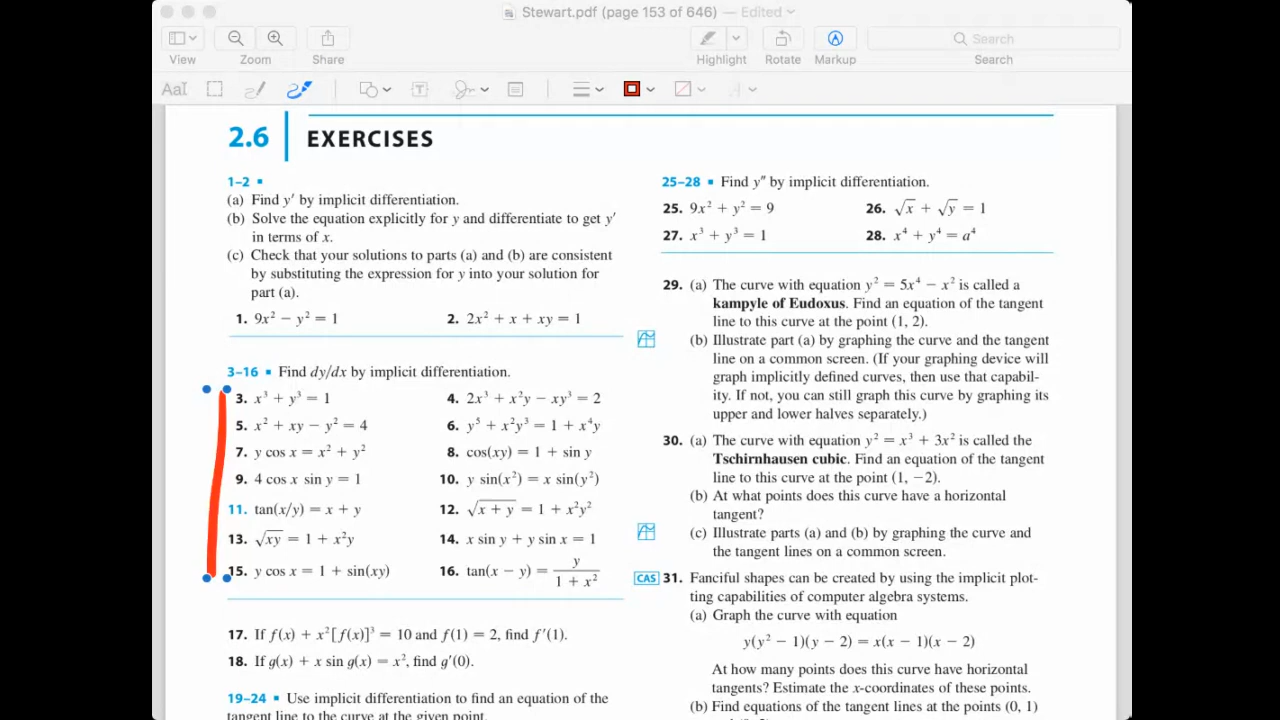 Stewart.pdf (page 153 of 646) — Edited
View
Zoom
Share
Highlight
Rotate
Markup
Search
Search
AaI
T
2.6 EXERCISES
1–2 ▪
(a) Find y′ by implicit differentiation.
(b) Solve the equation explicitly for y and differentiate to get y′
in terms of x.
(c) Check that your solutions to parts (a) and (b) are consistent
by substituting the expression for y into your solution for
part (a).
1. 9x² − y² = 1
2. 2x² + x + xy = 1
3–16 ▪ Find dy/dx by implicit differentiation.
3. x³ + y³ = 1
4. 2x³ + x²y − xy³ = 2
5. x² + xy − y² = 4
6. y⁵ + x²y³ = 1 + x⁴y
7. y cos x = x² + y²
8. cos(xy) = 1 + sin y
9. 4 cos x sin y = 1
10. y sin(x²) = x sin(y²)
11. tan(x/y) = x + y
12. √(x + y) = 1 + x²y²
13. √(xy) = 1 + x²y
14. x sin y + y sin x = 1
15. y cos x = 1 + sin(xy)
16. tan(x − y) = y/(1 + x²)
17. If f(x) + x²[f(x)]³ = 10 and f(1) = 2, find f′(1).
18. If g(x) + x sin g(x) = x², find g′(0).
19–24 ▪ Use implicit differentiation to find an equation of the
tangent line to the curve at the given point.
25–28 ▪ Find y″ by implicit differentiation.
25. 9x² + y² = 9
26. √x + √y = 1
27. x³ + y³ = 1
28. x⁴ + y⁴ = a⁴
29. (a) The curve with equation y² = 5x⁴ − x² is called a
kampyle of Eudoxus. Find an equation of the tangent
line to this curve at the point (1, 2).
(b) Illustrate part (a) by graphing the curve and the tangent
line on a common screen. (If your graphing device will
graph implicitly defined curves, then use that capabil-
ity. If not, you can still graph this curve by graphing its
upper and lower halves separately.)
30. (a) The curve with equation y² = x³ + 3x² is called the
Tschirnhausen cubic. Find an equation of the tangent
line to this curve at the point (1, −2).
(b) At what points does this curve have a horizontal
tangent?
(c) Illustrate parts (a) and (b) by graphing the curve and
the tangent lines on a common screen.
CAS 31. Fanciful shapes can be created by using the implicit plot-
ting capabilities of computer algebra systems.
(a) Graph the curve with equation
y(y² − 1)(y − 2) = x(x − 1)(x − 2)
At how many points does this curve have horizontal
tangents? Estimate the x-coordinates of these points.
(b) Find equations of the tangent lines at the points (0, 1)